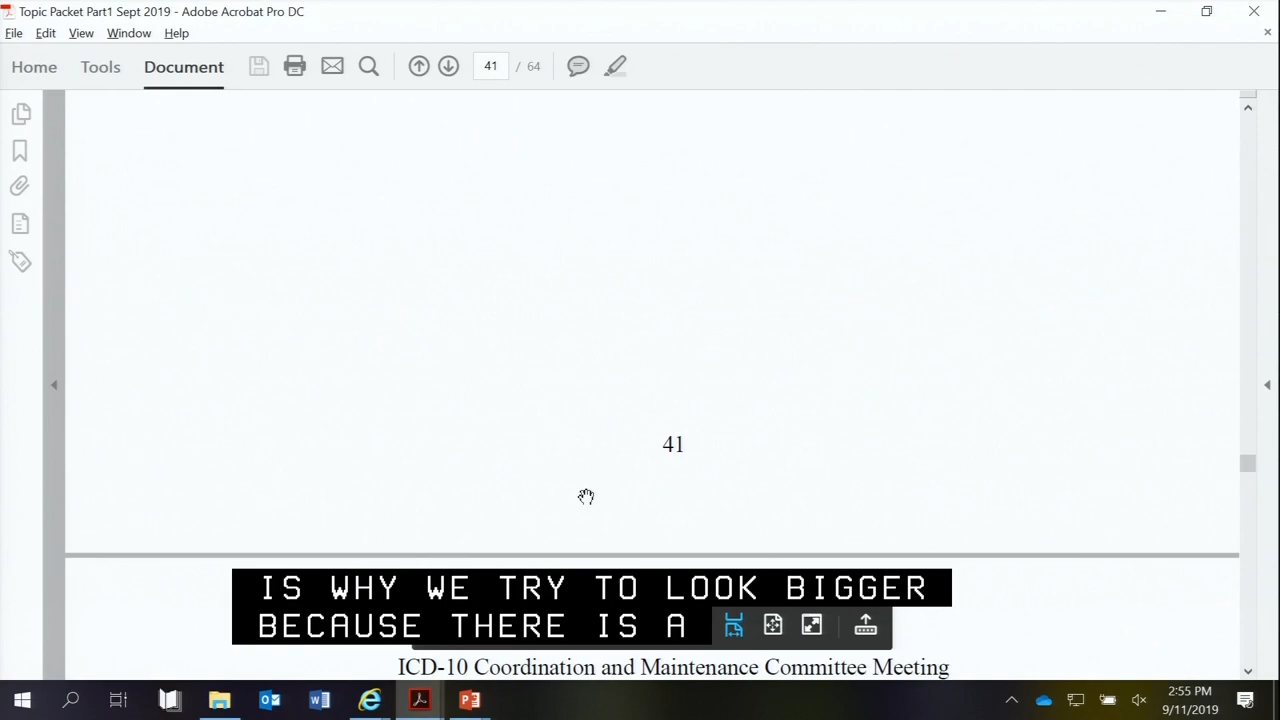 Topic Packet Part1 Sept 2019 - Adobe Acrobat Pro DC
File Edit View Window Help
Home Tools Document 41 / 64
41
IS WHY WE TRY TO LOOK BIGGER
BECAUSE THERE IS A
ICD-10 Coordination and Maintenance Committee Meeting
2:55 PM
9/11/2019